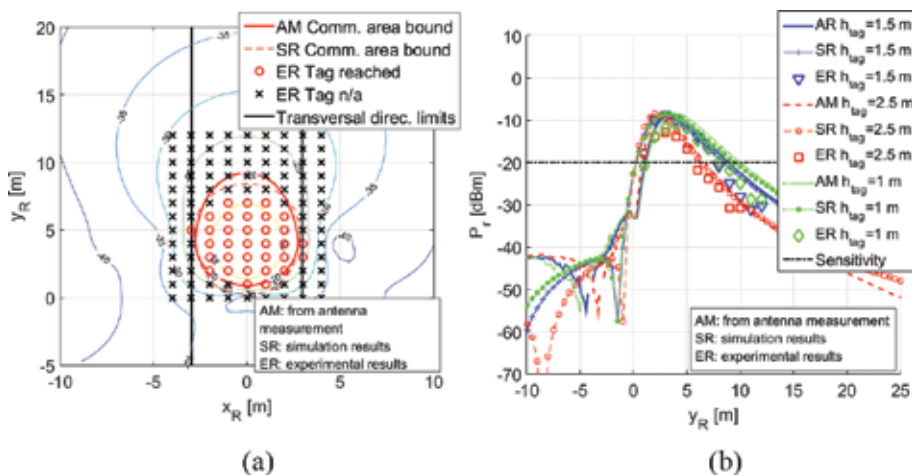 20
15
10
5
0
-5
y_R [m]
-10
-5
0
5
10
x_R [m]
AM Comm. area bound
SR Comm. area bound
ER Tag reached
ER Tag n/a
Transversal direc. limits
AM: from antenna
measurement
SR: simulation results
ER: experimental results
(a)
20
10
0
-10
-20
-30
-40
-50
-60
-70
P_r [dBm]
-10
-5
0
5
10
15
20
25
y_R [m]
AR h_tag=1.5 m
SR h_tag=1.5 m
ER h_tag=1.5 m
AM h_tag=2.5 m
SR h_tag=2.5 m
ER h_tag=2.5 m
AM h_tag=1 m
SR h_tag=1 m
ER h_tag=1 m
Sensitivity
AM: from antenna measurement
SR: simulation results
ER: experimental results
(b)